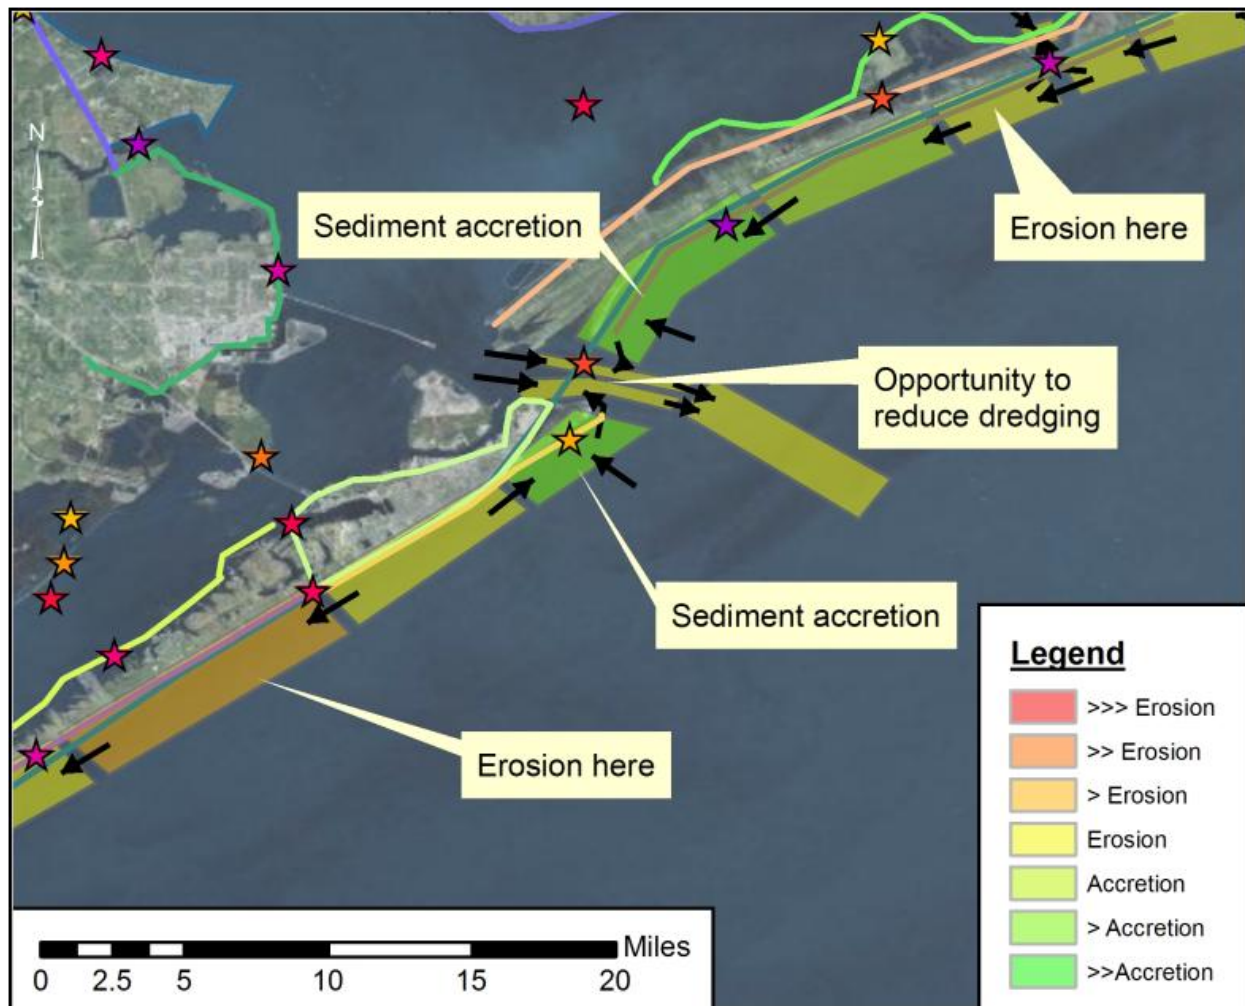 N
Sediment accretion
Erosion here
Opportunity to
reduce dredging
Sediment accretion
Erosion here
Legend
>>> Erosion
>> Erosion
> Erosion
Erosion
Accretion
> Accretion
>>Accretion
Miles
0 2.5 5 10 15 20